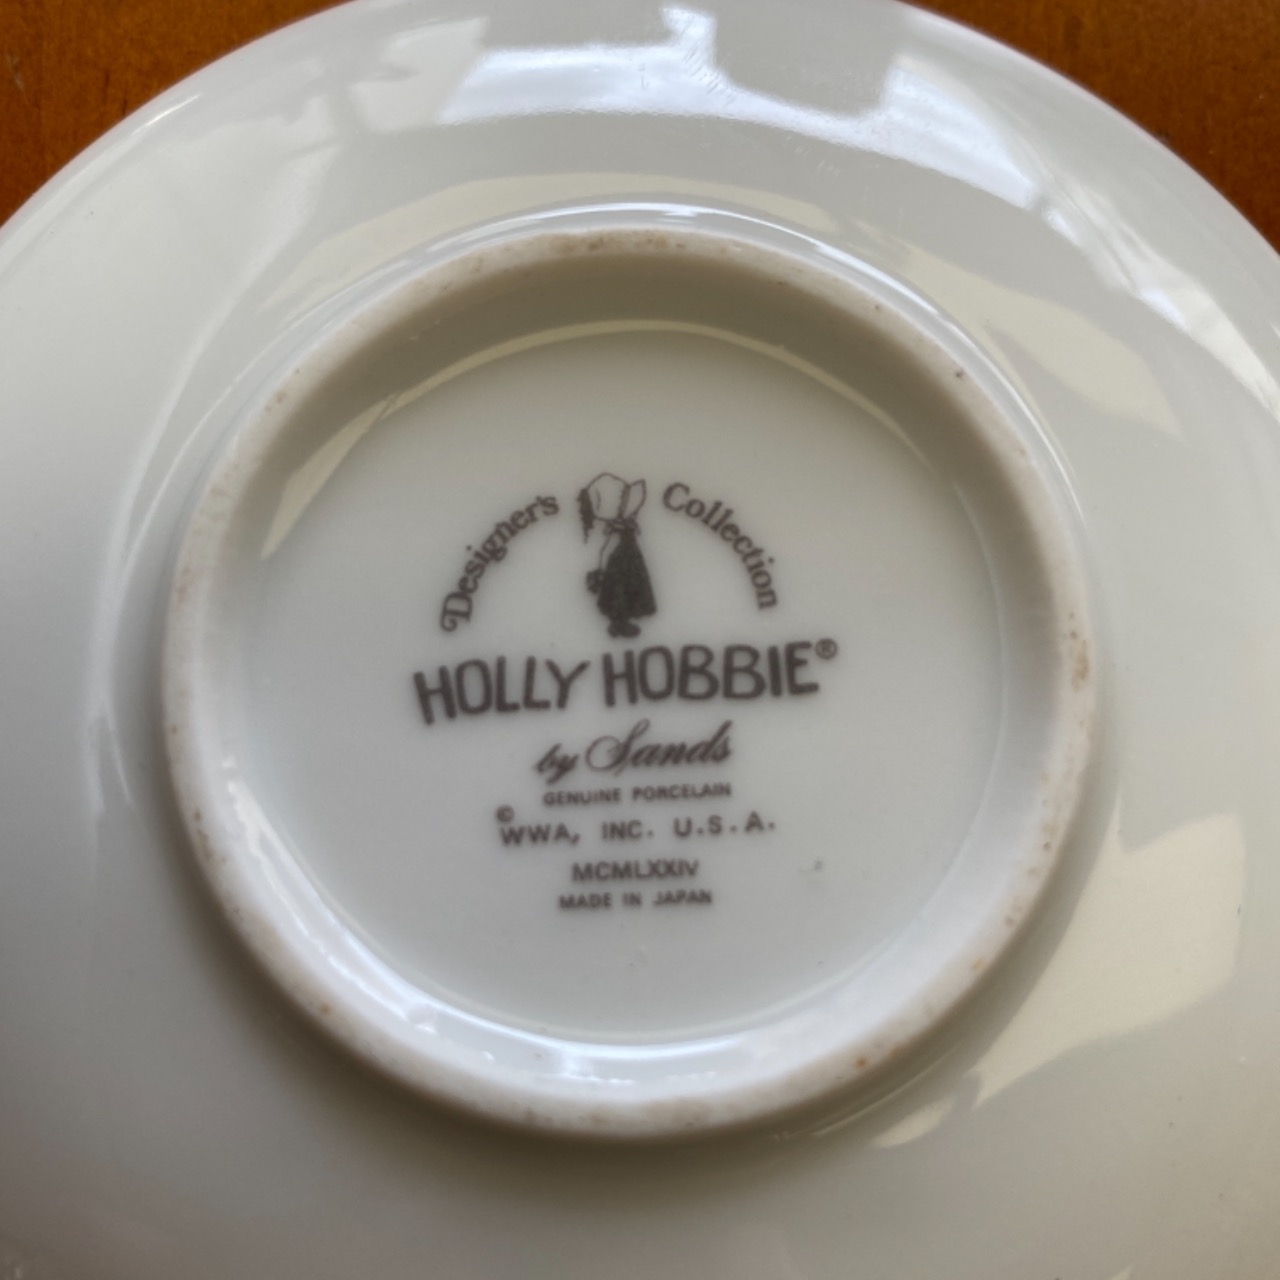 Designer's Collection
HOLLY HOBBIE®
by Sands
GENUINE PORCELAIN
© WWA, INC. U.S.A.
MCMLXXIV
MADE IN JAPAN